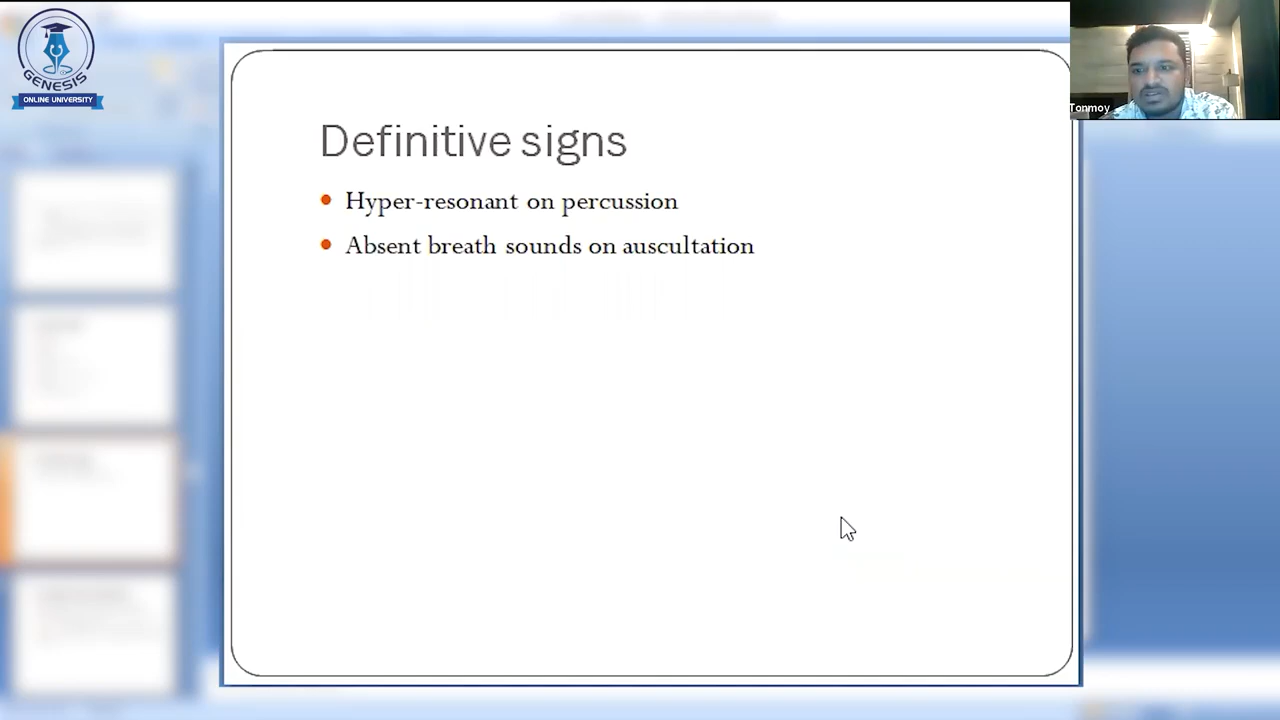 GENESIS
ONLINE UNIVERSITY
Tonmoy
Definitive signs
Hyper-resonant on percussion
Absent breath sounds on auscultation